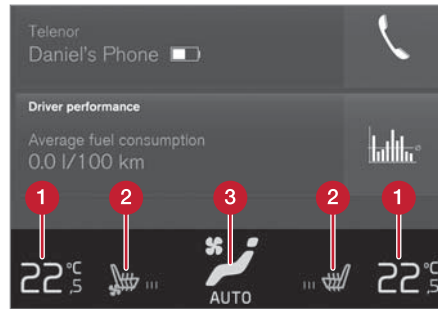 Telenor
Daniel's Phone
Driver performance
Average fuel consumption
0.0 l/100 km
1 2 3 2 1
22°C,5 AUTO 22°C,5